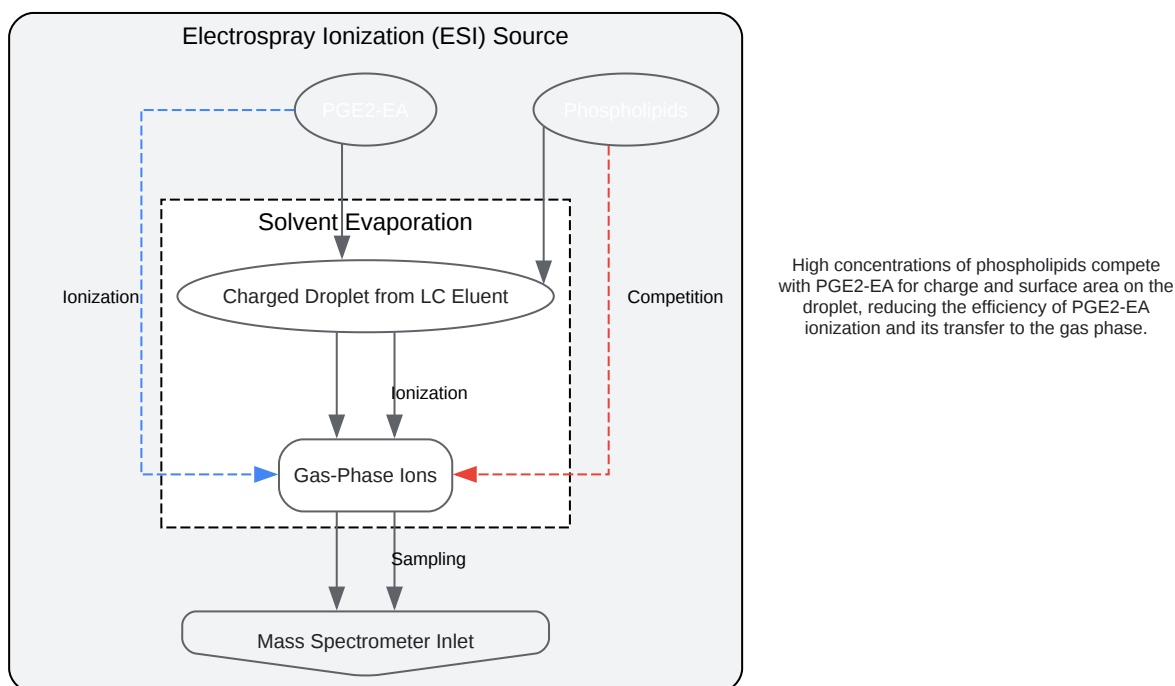 Electrospray Ionization (ESI) Source
PGE2-EA
Phospholipids
Solvent Evaporation
Charged Droplet from LC Eluent
Ionization
Competition
High concentrations of phospholipids compete
with PGE2-EA for charge and surface area on the
droplet, reducing the efficiency of PGE2-EA
ionization and its transfer to the gas phase.
Ionization
Gas-Phase Ions
Sampling
Mass Spectrometer Inlet